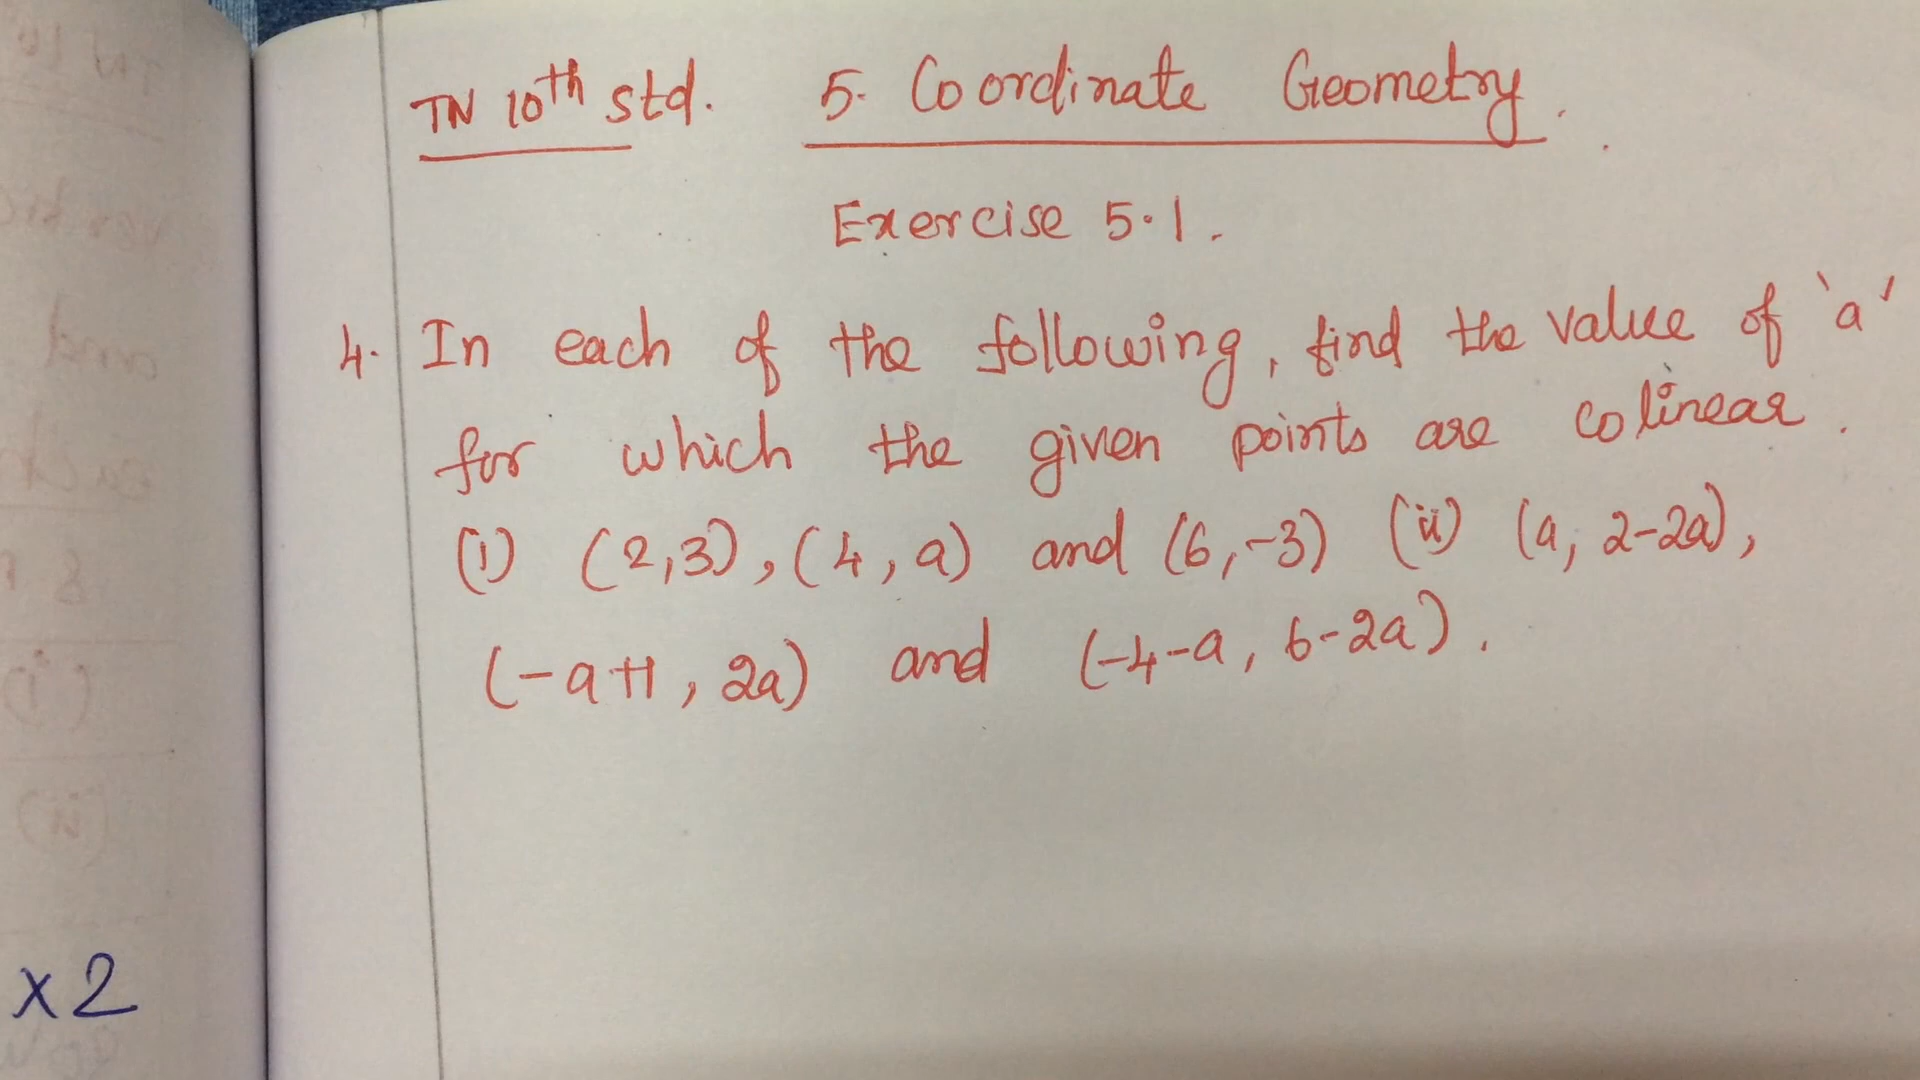 TN 10th std. 5. Coordinate Geometry.
Exercise 5.1.
4. In each of the following, find the value of 'a'
for which the given points are colinear.
(i) (2,3), (4, a) and (6,-3) (ii) (a, 2-2a),
(-a+1, 2a) and (-4-a, 6-2a).
x2